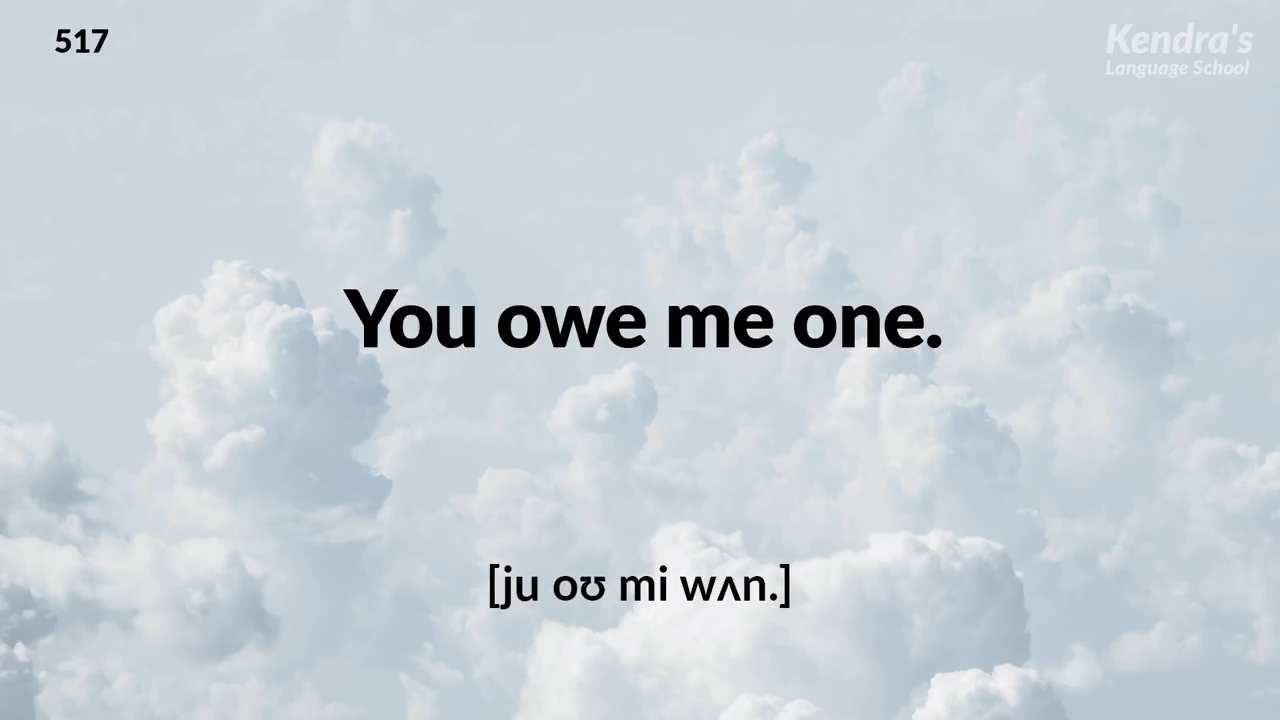 517
Kendra's
Language School
You owe me one.
[ju oʊ mi wʌn.]